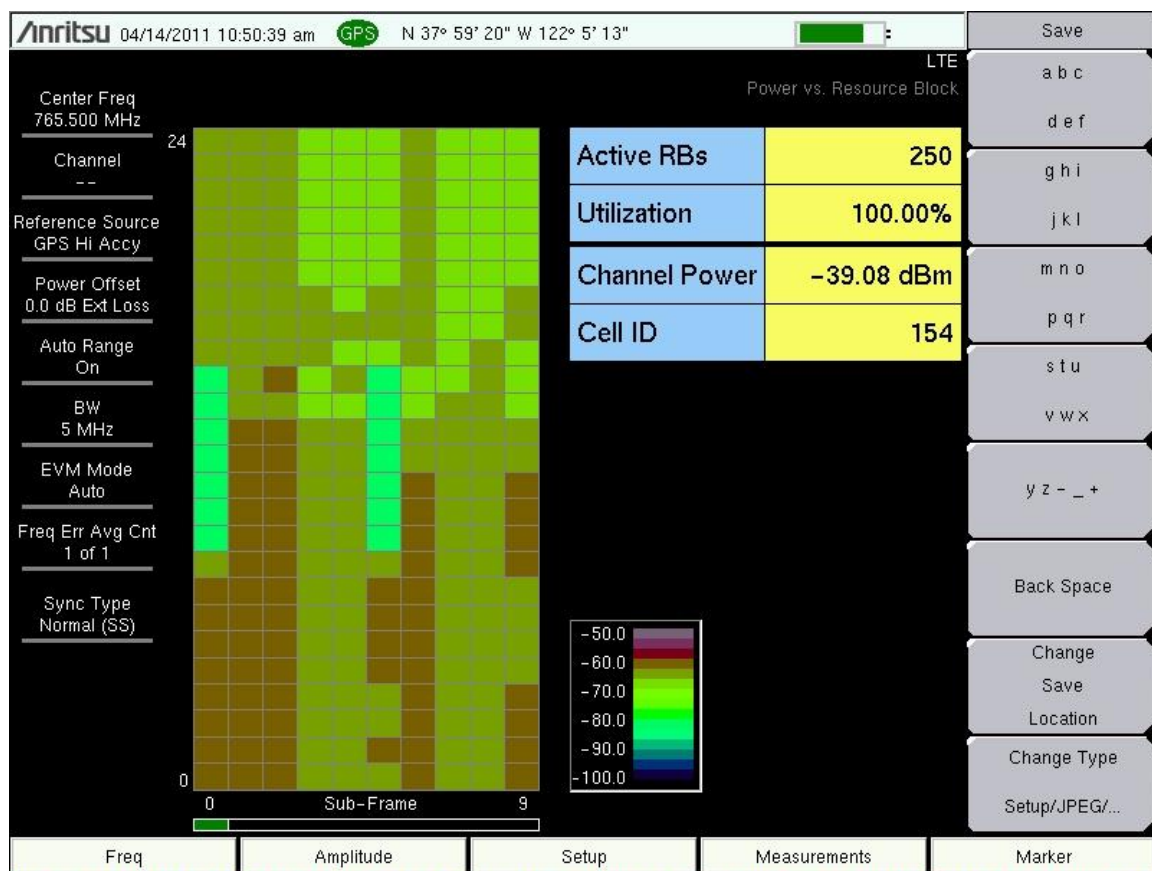 Anritsu 04/14/2011 10:50:39 am GPS N 37° 59' 20" W 122° 5' 13"
Save
LTE
Power vs. Resource Block
Center Freq
765.500 MHz
Channel
--
Reference Source
GPS Hi Accy
Power Offset
0.0 dB Ext Loss
Auto Range
On
BW
5 MHz
EVM Mode
Auto
Freq Err Avg Cnt
1 of 1
Sync Type
Normal (SS)
24
0
0 Sub-Frame 9
Active RBs 250
Utilization 100.00%
Channel Power -39.08 dBm
Cell ID 154
-50.0
-60.0
-70.0
-80.0
-90.0
-100.0
a b c
d e f
g h i
j k l
m n o
p q r
s t u
v w x
y z - _ +
Back Space
Change
Save
Location
Change Type
Setup/JPEG/...
Freq Amplitude Setup Measurements Marker